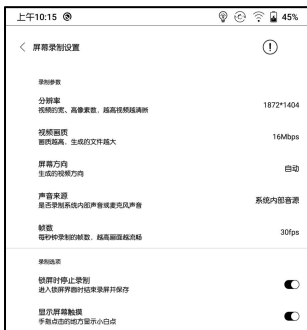 上午10:15
45%
屏幕录制设置
录制参数
分辨率
视频的宽、高像素数，越高视频越清晰
1872*1404
视频画质
画质越高，生成的文件越大
16Mbps
屏幕方向
生成的视频方向
自动
声音来源
是否录制系统内部声音或麦克风声音
系统内部音源
帧数
每秒钟录制的帧数，越高画面越流畅
30fps
录制选项
锁屏时停止录制
进入锁屏界面时结束录屏并保存
显示屏幕触摸
手指点击的地方显示小白点